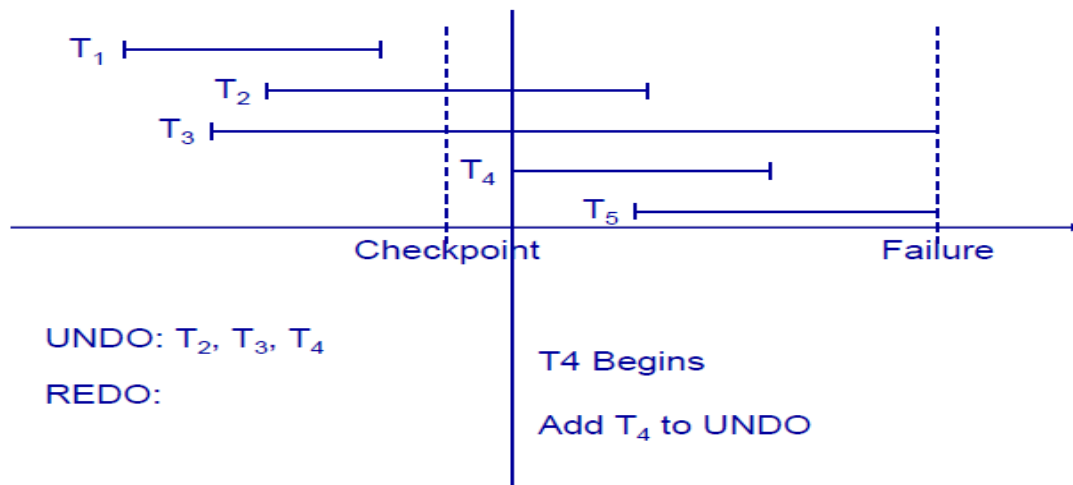 T₁
T₂
T₃
T₄
T₅
Checkpoint
Failure
UNDO: T₂, T₃, T₄
REDO:
T4 Begins
Add T₄ to UNDO